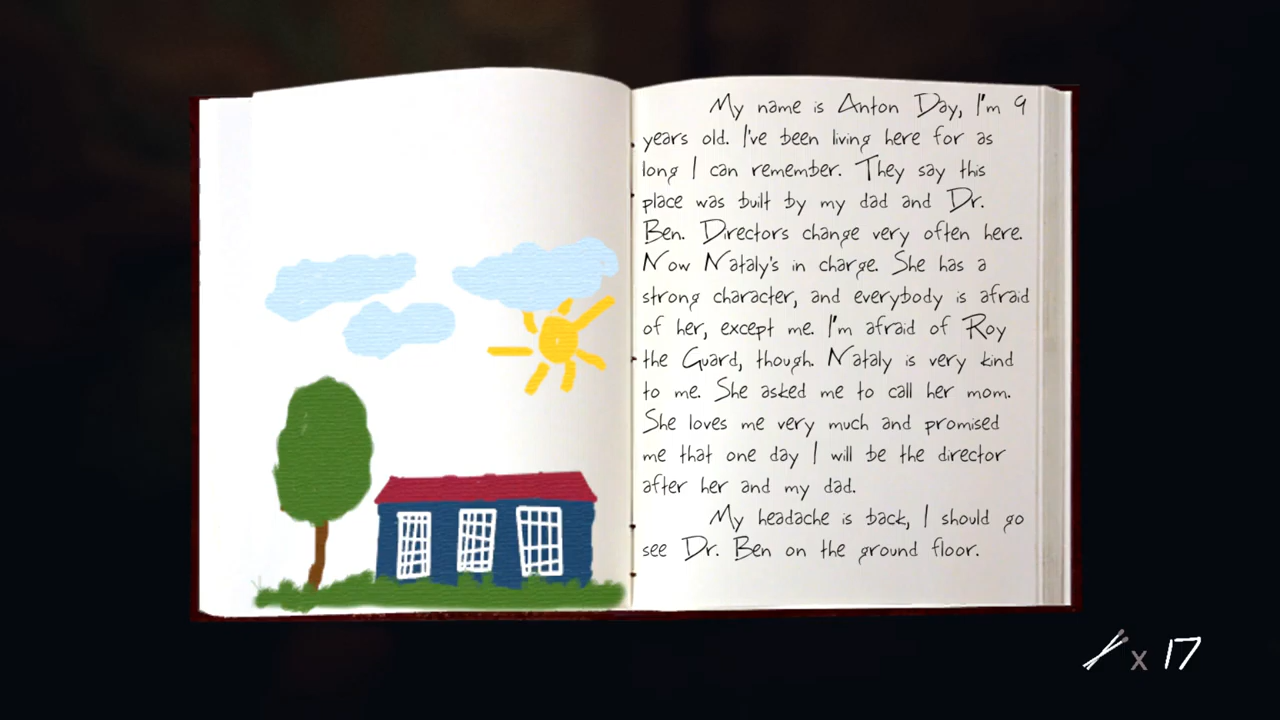 My name is Anton Day, I'm 9
years old. I've been living here for as
long I can remember. They say this
place was built by my dad and Dr.
Ben. Directors change very often here.
Now Nataly's in charge. She has a
strong character, and everybody is afraid
of her, except me. I'm afraid of Roy
the Guard, though. Nataly is very kind
to me. She asked me to call her mom.
She loves me very much and promised
me that one day I will be the director
after her and my dad.
My headache is back, I should go
see Dr. Ben on the ground floor.
x 17